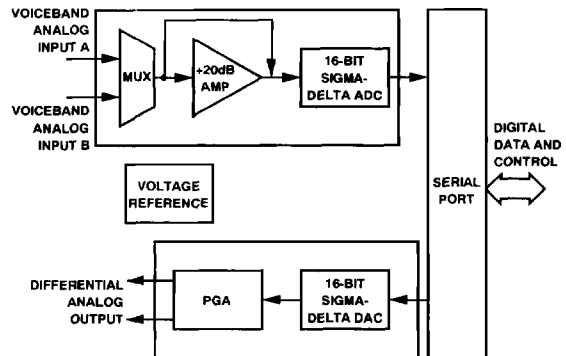 VOICEBAND
ANALOG
INPUT A
MUX
VOICEBAND
ANALOG
INPUT B
+20dB
AMP
16-BIT
SIGMA-
DELTA ADC
VOLTAGE
REFERENCE
SERIAL
PORT
DIGITAL
DATA AND
CONTROL
DIFFERENTIAL
ANALOG
OUTPUT
PGA
16-BIT
SIGMA-
DELTA DAC